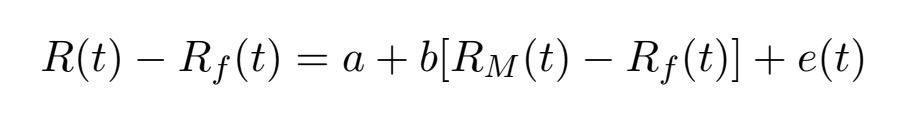 R(t) − R_f(t) = a + b[R_M(t) − R_f(t)] + e(t)